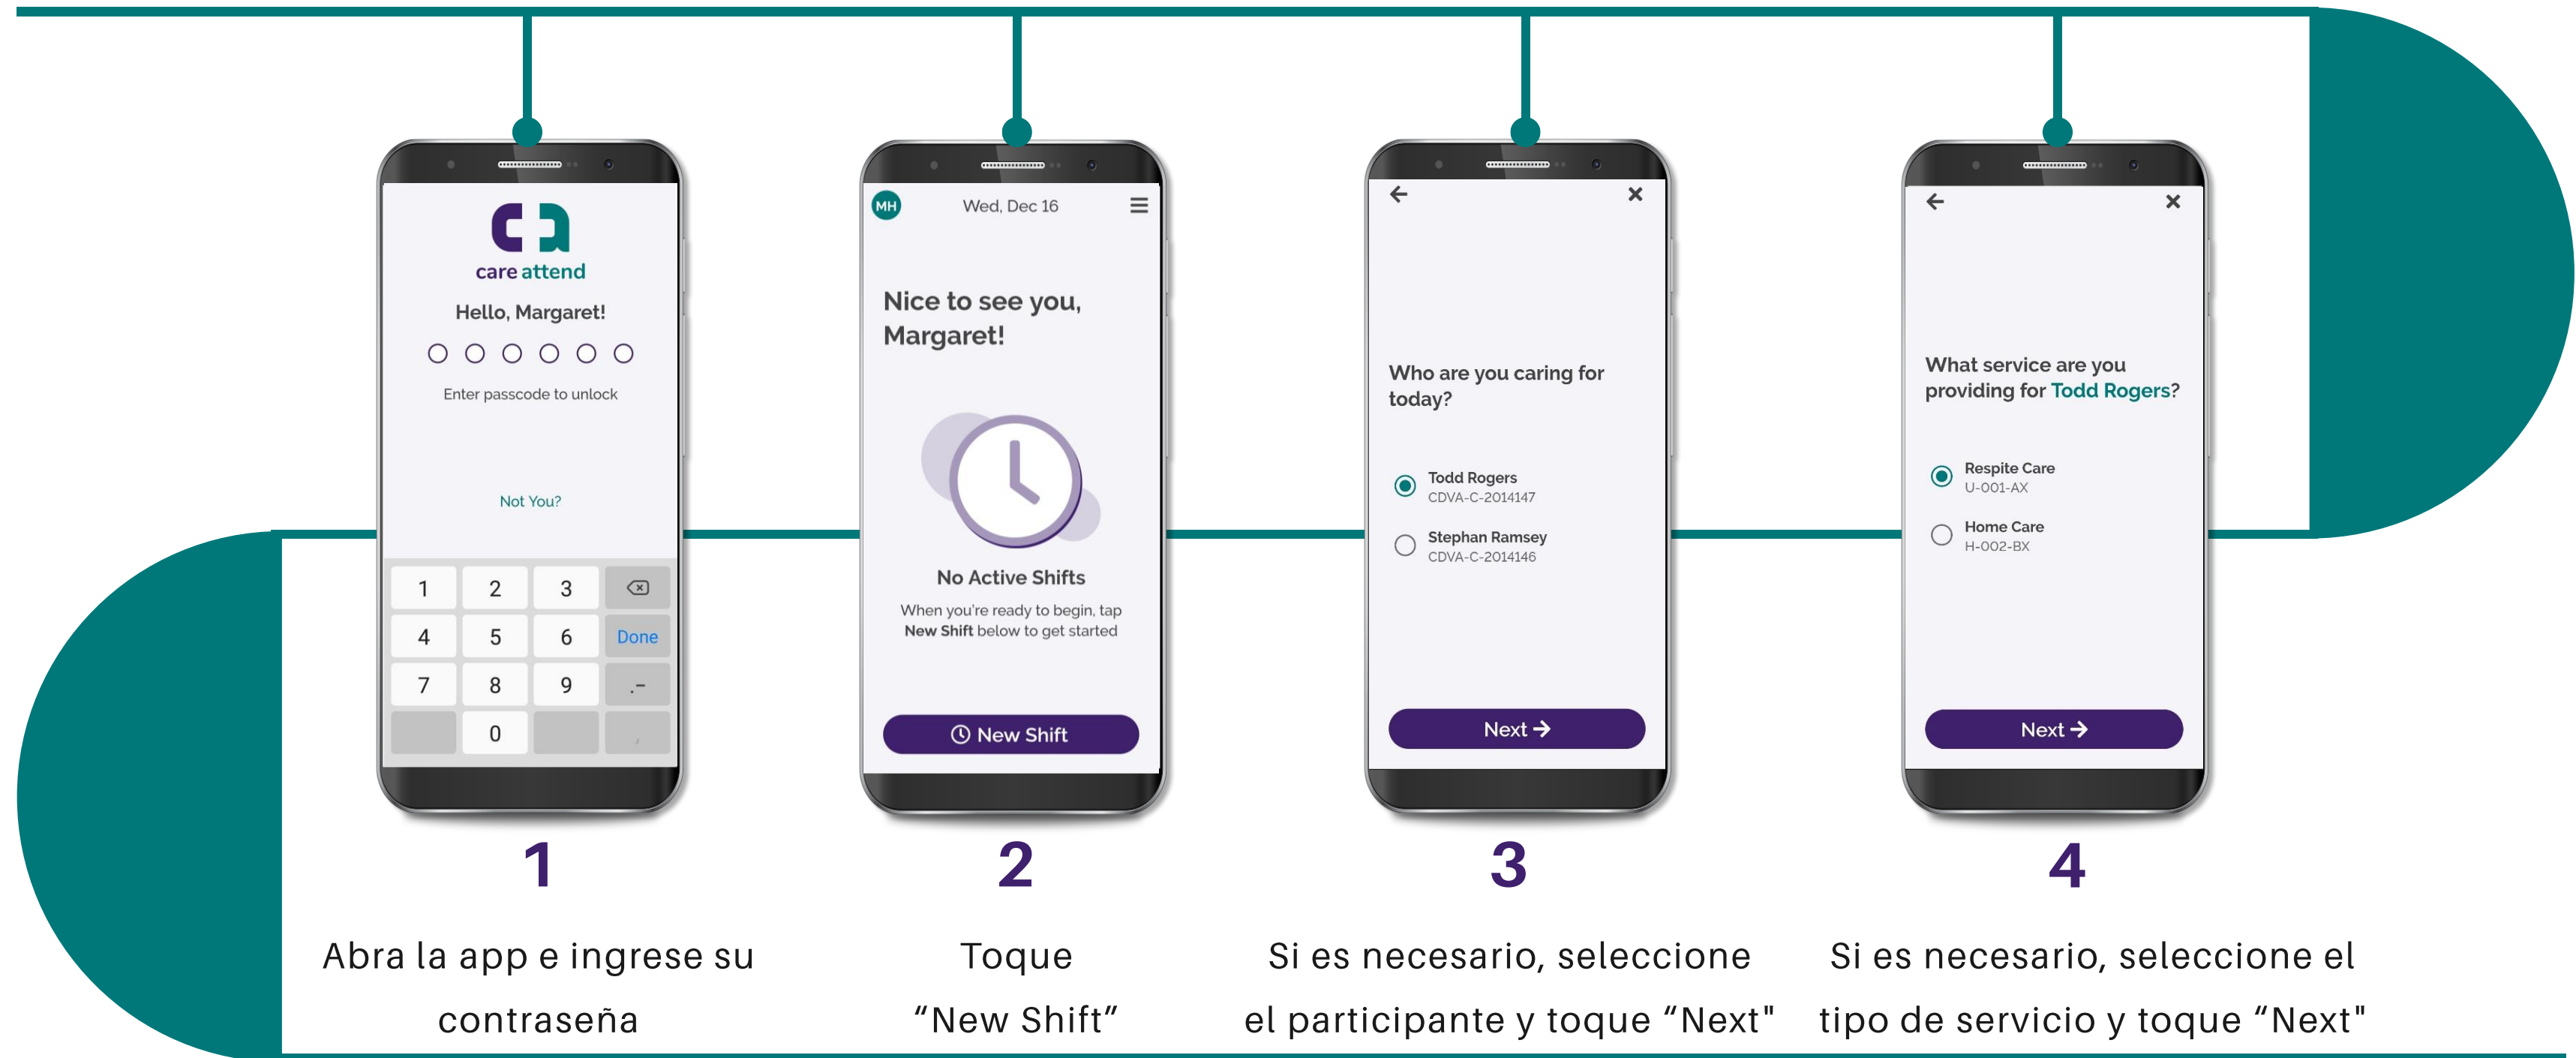 care attend
Hello, Margaret!
Enter passcode to unlock
Not You?
1 2 3
4 5 6 Done
7 8 9 .-
0 ,
MH Wed, Dec 16
Nice to see you,
Margaret!
No Active Shifts
When you're ready to begin, tap
New Shift below to get started
New Shift
Who are you caring for
today?
Todd Rogers
CDVA-C-2014147
Stephan Ramsey
CDVA-C-2014146
Next →
What service are you
providing for Todd Rogers?
Respite Care
U-001-AX
Home Care
H-002-BX
Next →
1
Abra la app e ingrese su
contraseña
2
Toque
“New Shift”
3
Si es necesario, seleccione
el participante y toque “Next"
4
Si es necesario, seleccione el
tipo de servicio y toque “Next"